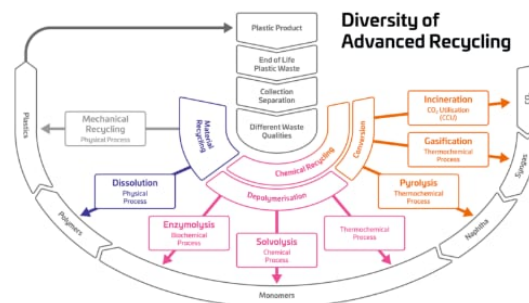 Diversity of
Advanced Recycling
Plastic Product
End of Life
Plastic Waste
Collection
Separation
Different Waste
Qualities
Material
Recycling
Chemical Recycling
Conversion
Depolymerisation
Mechanical
Recycling
Physical Process
Dissolution
Physical
Process
Enzymolysis
Biochemical
Process
Solvolysis
Chemical
Process
Thermochemical
Process
Pyrolysis
Thermochemical
Process
Gasification
Thermochemical
Process
Incineration
CO₂ Utilisation
(CCU)
Plastics
Polymers
Monomers
Naphtha
Syngas